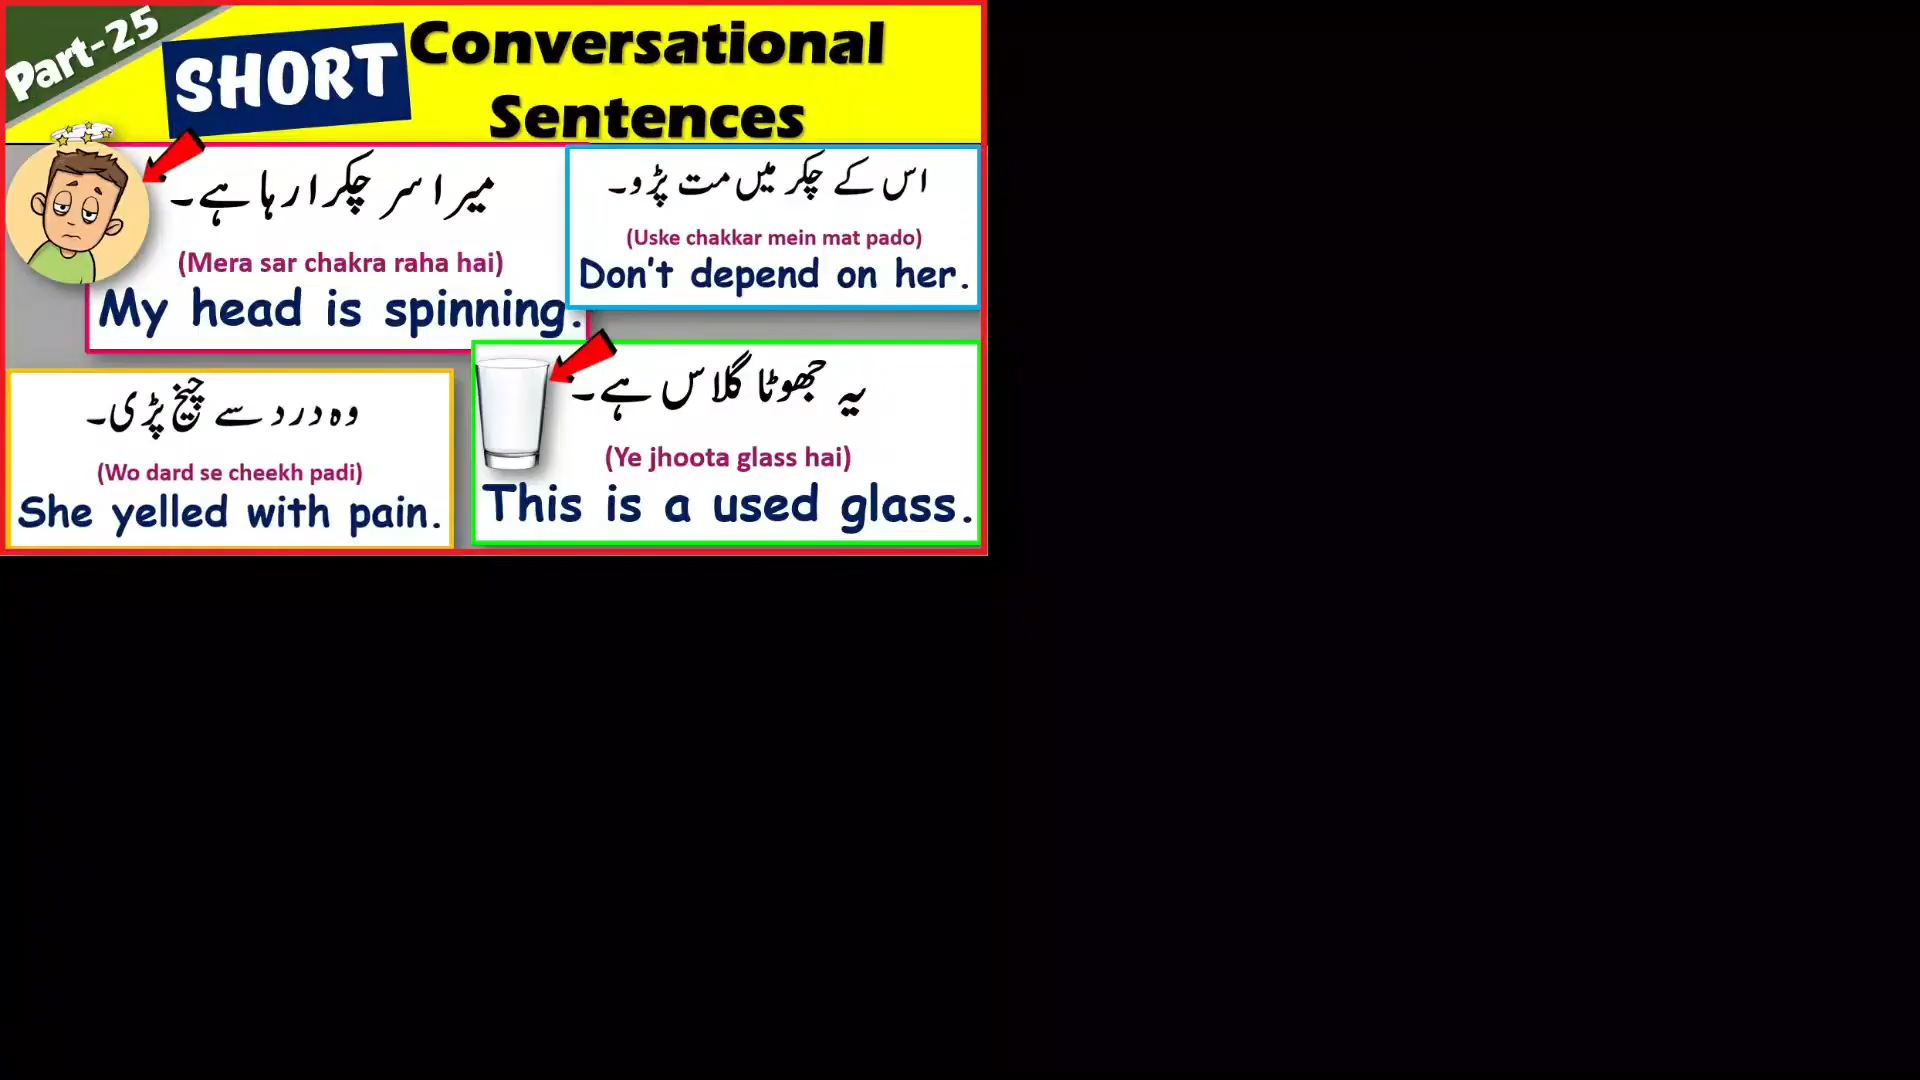 Part-25
SHORT
Conversational
Sentences
میرا سر چکرا رہا ہے۔
(Mera sar chakra raha hai)
My head is spinning.
اس کے چکر میں مت پڑو۔
(Uske chakkar mein mat pado)
Don't depend on her.
وہ درد سے چیخ پڑی۔
(Wo dard se cheekh padi)
She yelled with pain.
یہ جھوٹا گلاس ہے۔
(Ye jhoota glass hai)
This is a used glass.